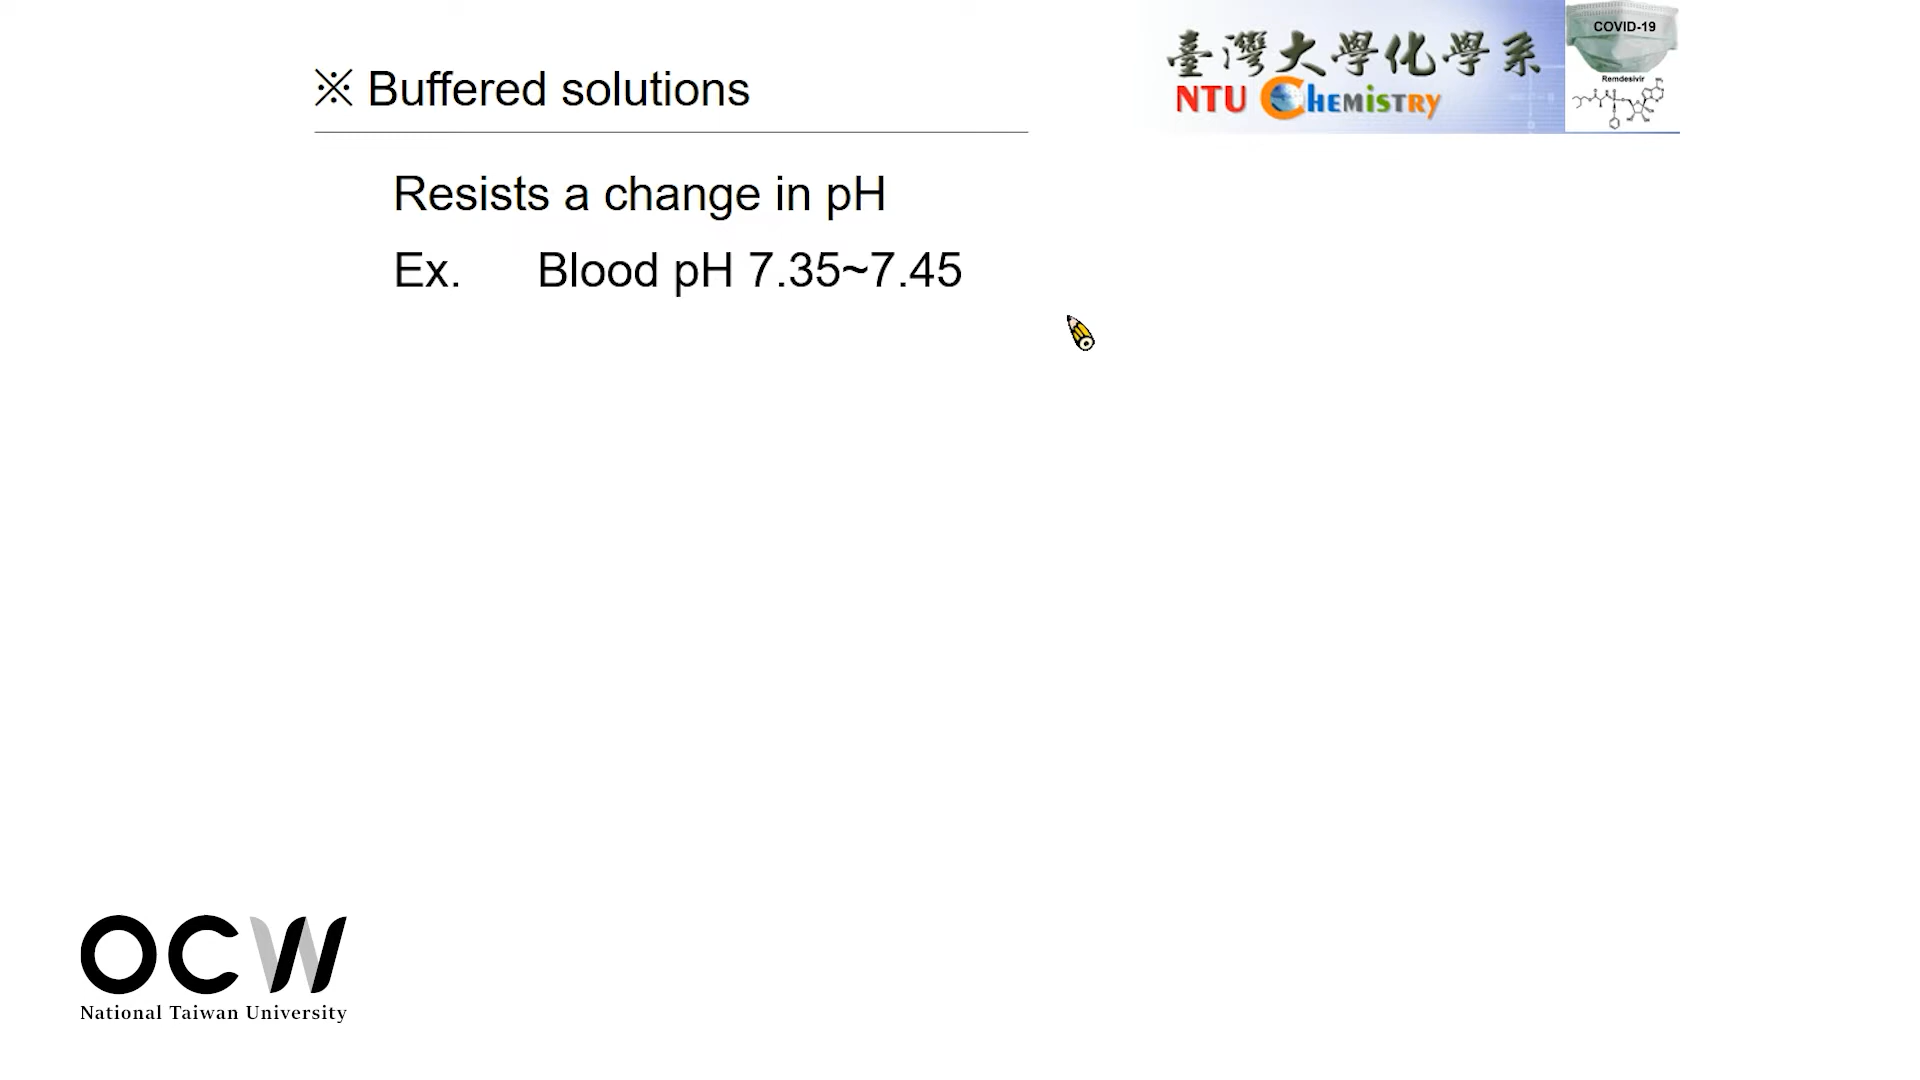 ※ Buffered solutions
臺灣大學化學系
NTU Chemistry
COVID-19
Remdesivir
Resists a change in pH
Ex. Blood pH 7.35~7.45
OCW
National Taiwan University